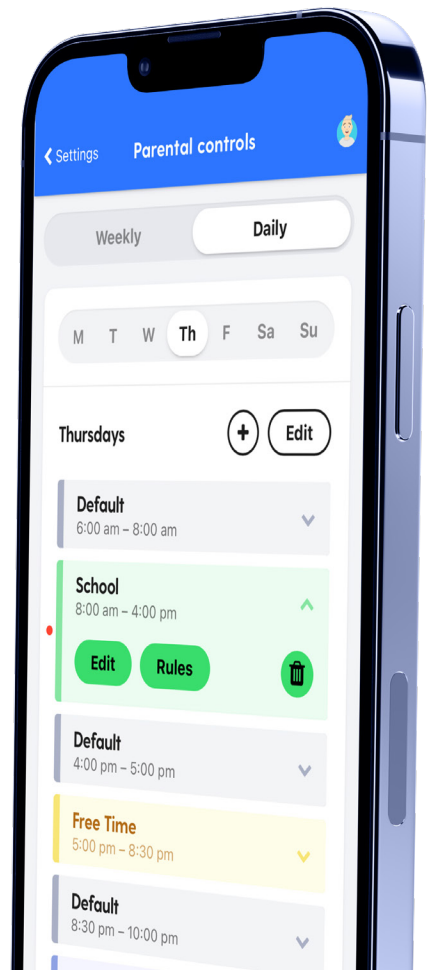 Settings
Parental controls
Weekly
Daily
M T W Th F Sa Su
Thursdays
+ Edit
Default
6:00 am – 8:00 am
School
8:00 am – 4:00 pm
Edit
Rules
Default
4:00 pm – 5:00 pm
Free Time
5:00 pm – 8:30 pm
Default
8:30 pm – 10:00 pm